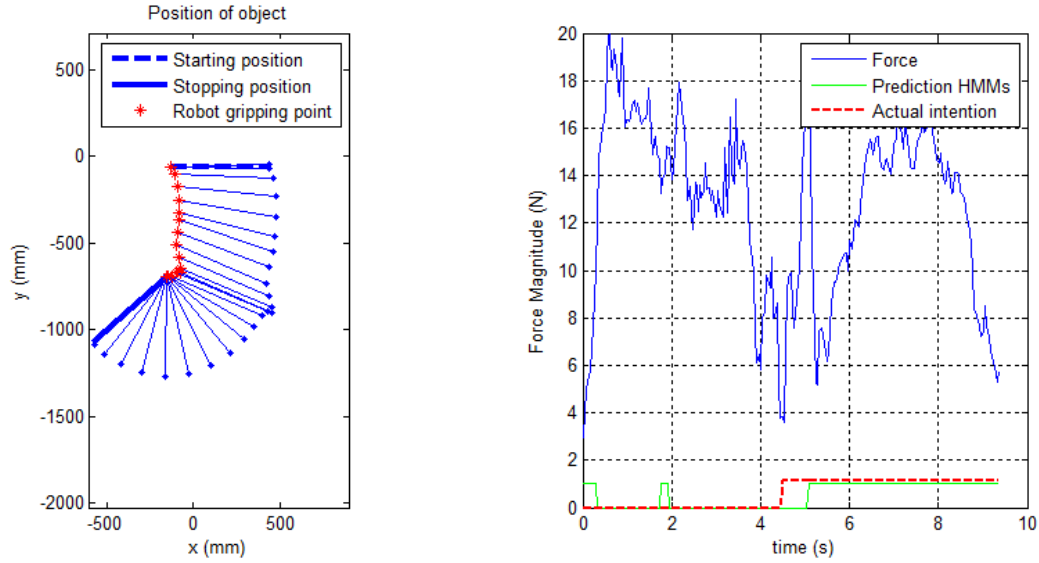 Position of object
Starting position
Stopping position
Robot gripping point
500
0
-500
-1000
-1500
-2000
-500
0
500
x (mm)
y (mm)
Force
Prediction HMMs
Actual intention
20
18
16
14
12
10
8
6
4
2
0
0
2
4
6
8
10
time (s)
Force Magnitude (N)